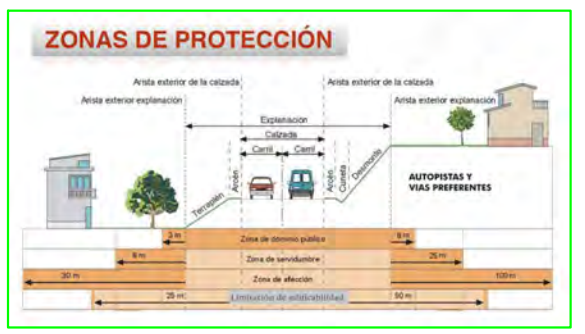 ZONAS DE PROTECCIÓN
Arista exterior de la calzada
Arista exterior de la calzada
Arista exterior explanación
Arista exterior explanación
Explanación
Calzada
Carril
Carril
Arcén
Arcén
Cuneta
Desmonte
Terraplén
AUTOPISTAS Y
VIAS PREFERENTES
3 m
Zona de dominio público
8 m
8 m
Zona de servidumbre
25 m
30 m
Zona de afección
100 m
25 m
Limitación de edificabilidad
50 m